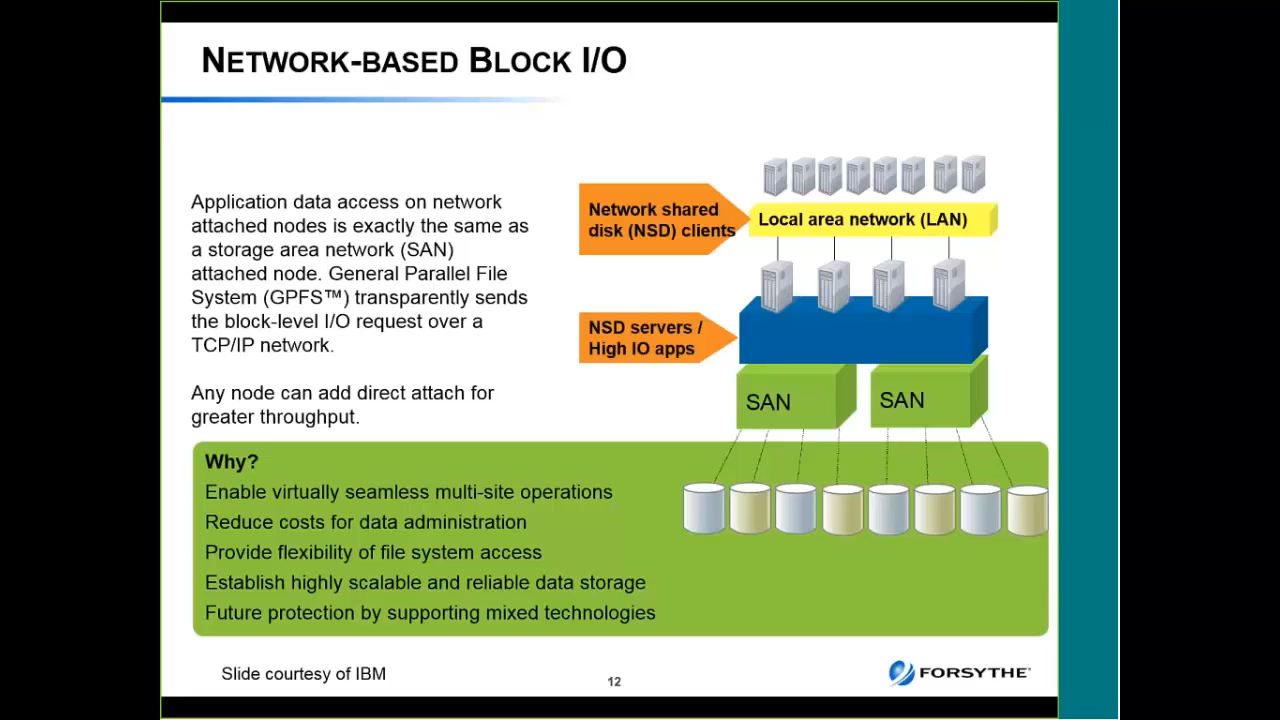 NETWORK-BASED BLOCK I/O
Application data access on network
attached nodes is exactly the same as
a storage area network (SAN)
attached node. General Parallel File
System (GPFS™) transparently sends
the block-level I/O request over a
TCP/IP network.
Any node can add direct attach for
greater throughput.
Network shared
disk (NSD) clients
Local area network (LAN)
NSD servers /
High IO apps
SAN
SAN
Why?
Enable virtually seamless multi-site operations
Reduce costs for data administration
Provide flexibility of file system access
Establish highly scalable and reliable data storage
Future protection by supporting mixed technologies
Slide courtesy of IBM
12
FORSYTHE